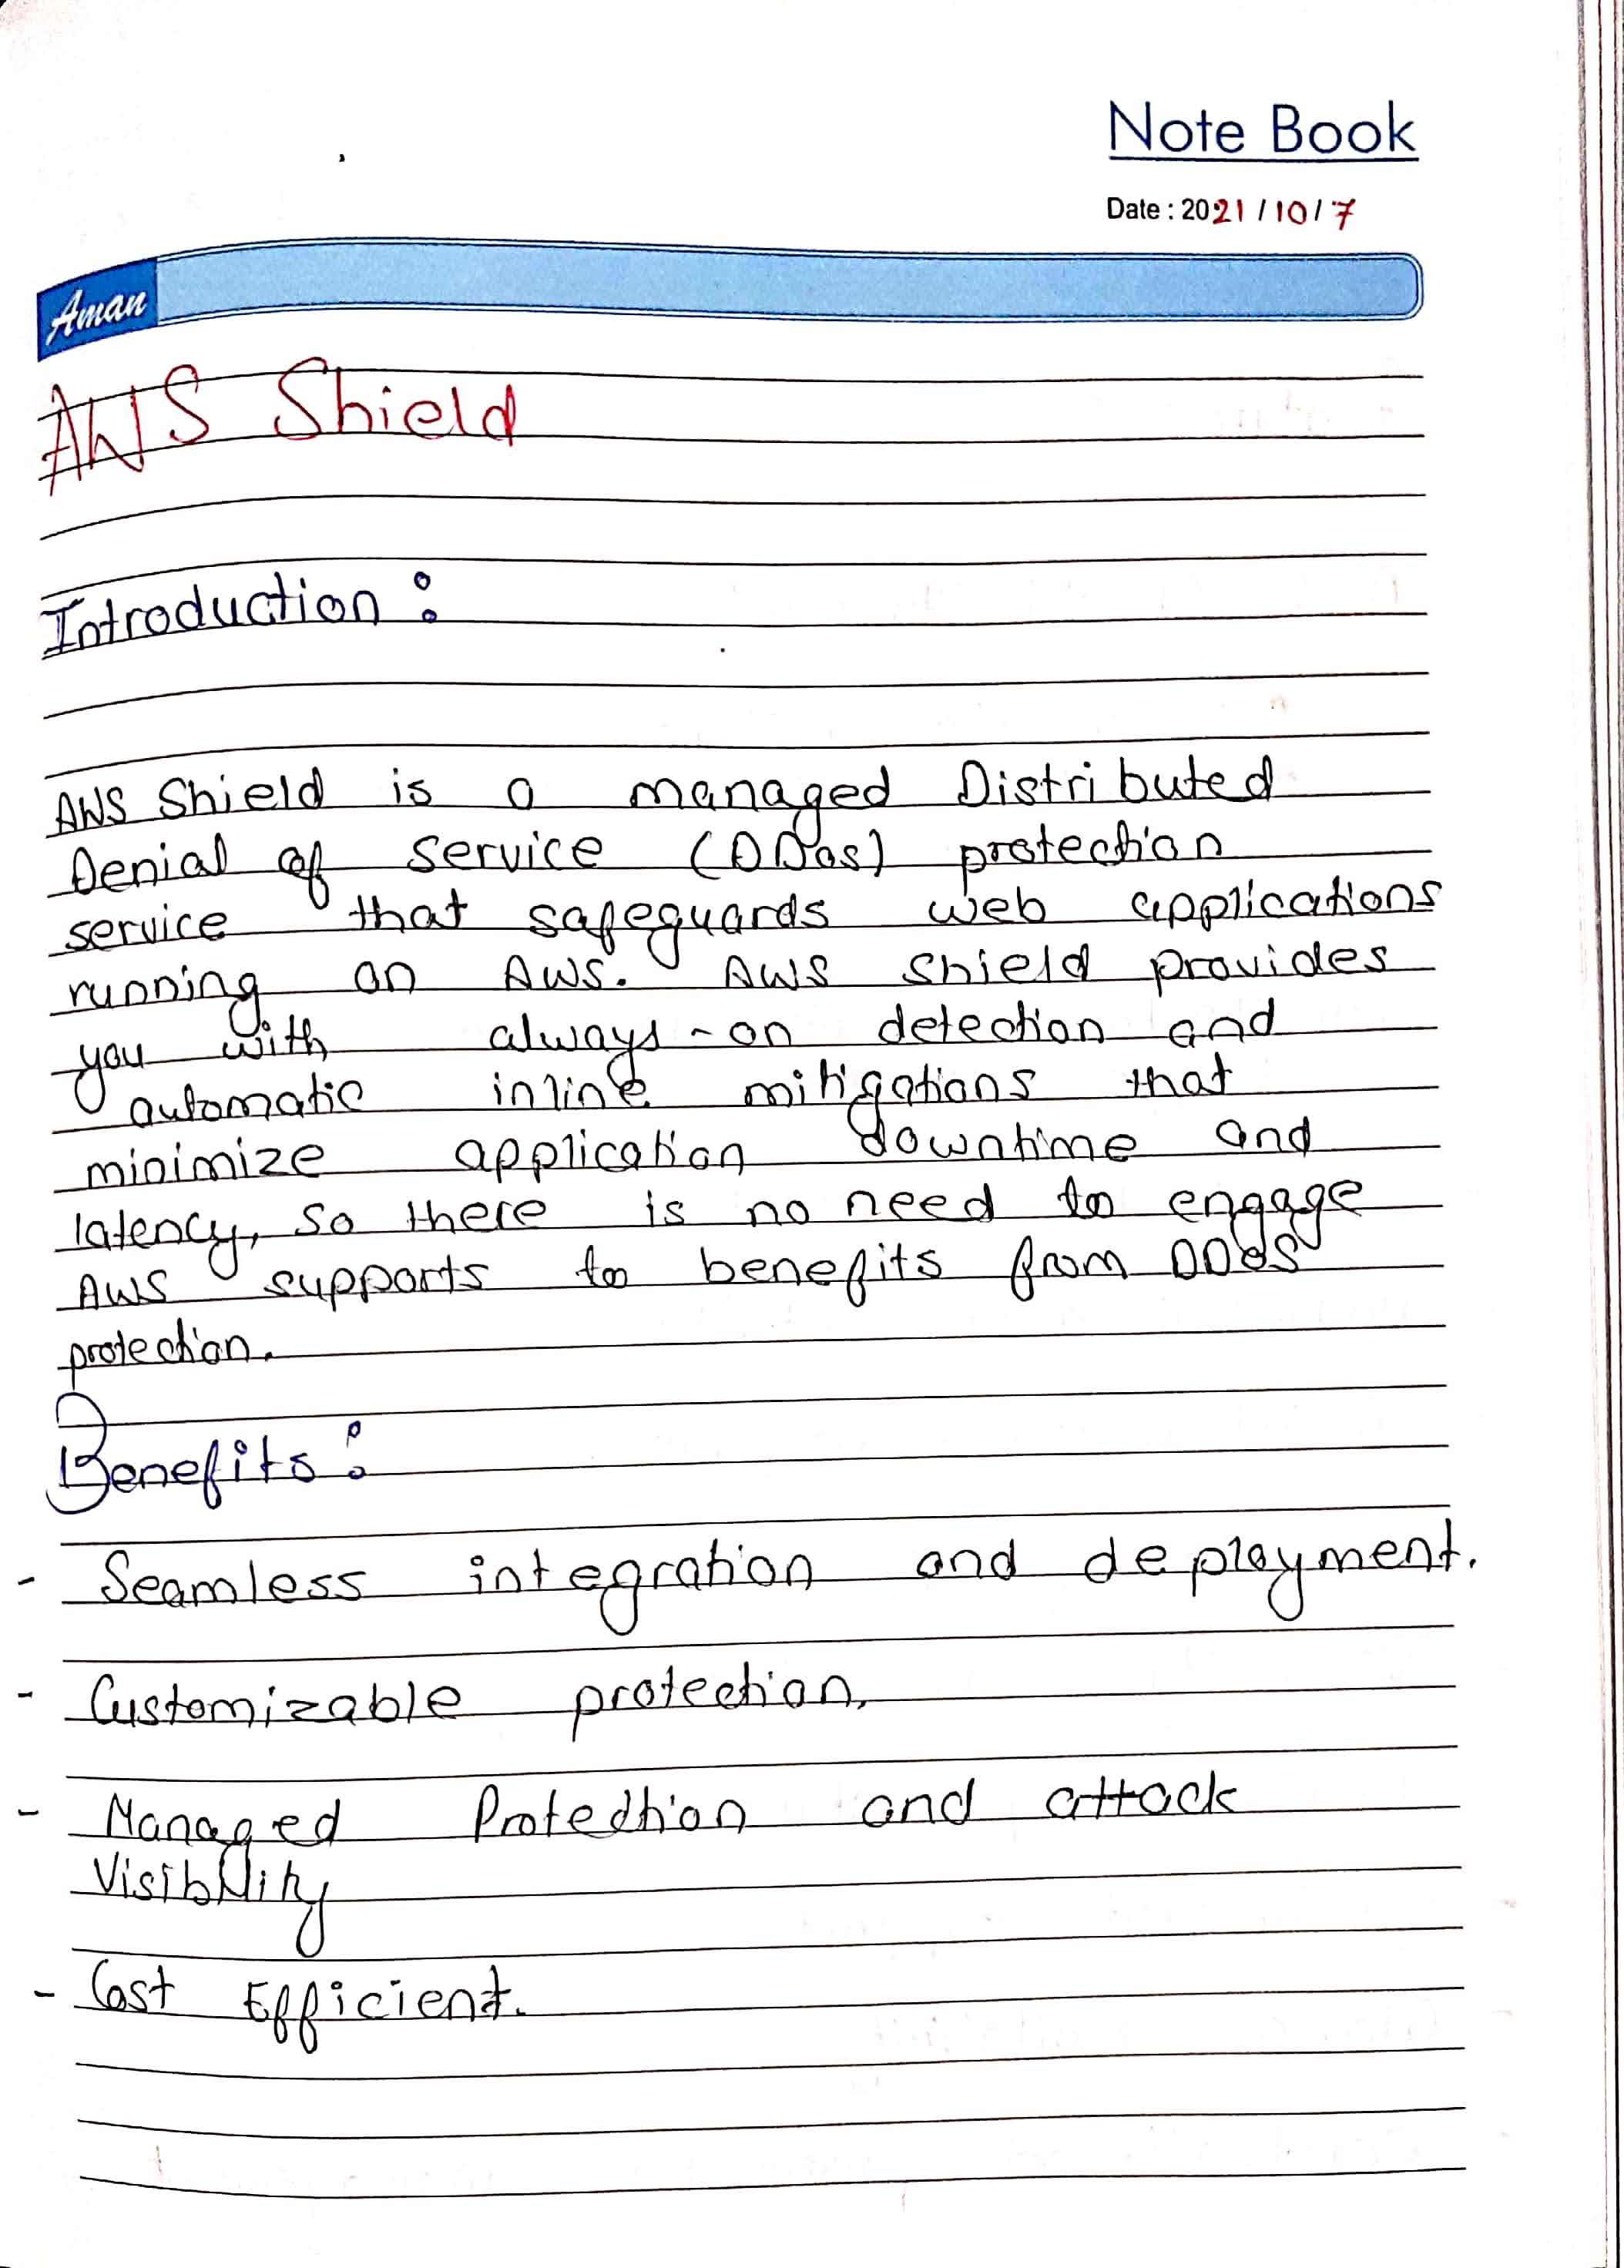 Note Book
Date : 2021/10/7
Aman
AWS Shield
Introduction :
AWS Shield is a managed Distributed
Denial of service (DDos) protection
service that safeguards web applications
running on AWS. AWS shield provides
you with always-on detection and
automatic inline mitigations that
minimize application downtime and
latency, so there is no need to engage
AWS supports to benefits from DDoS
protection.
Benefits :
- Seamless integration and deployment.
- Customizable protection.
- Managed Protection and attack
Visibility
- Cost Efficient.